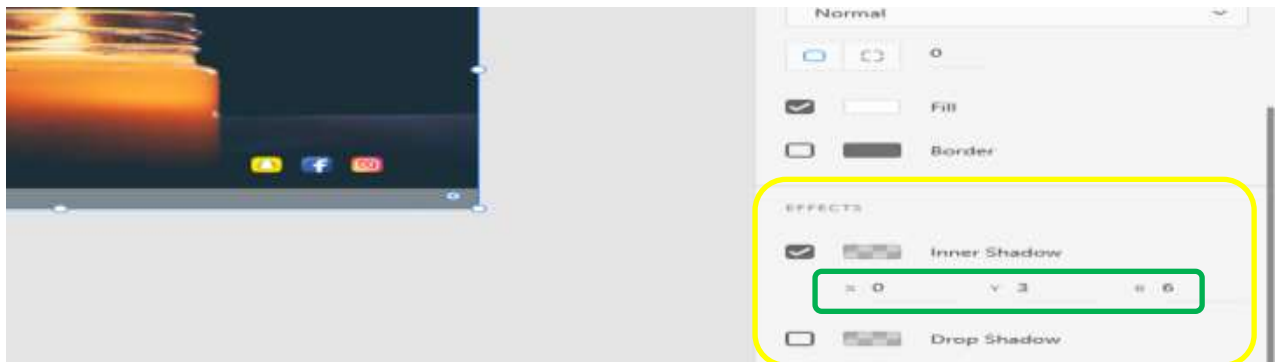 Normal
0
Fill
Border
EFFECTS
Inner Shadow
X 0 Y 3 B 6
Drop Shadow